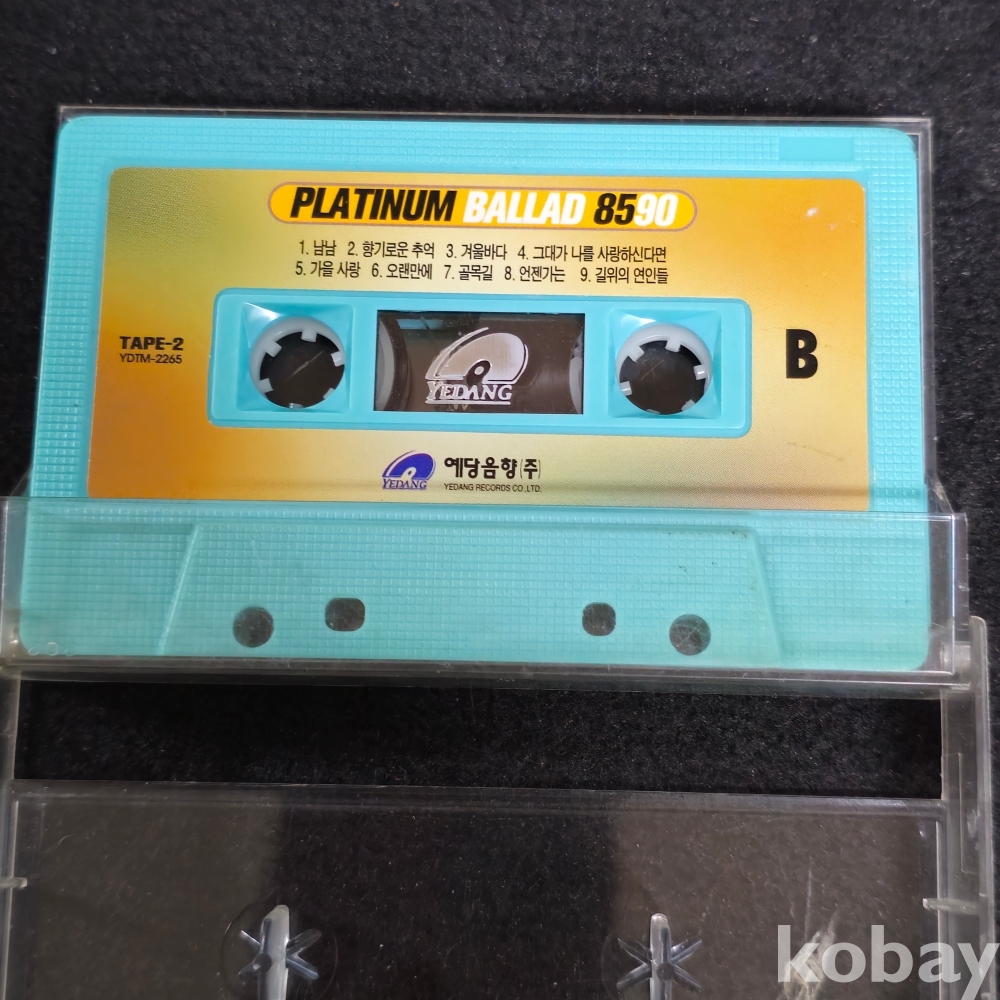 PLATINUM BALLAD 8590
1. 남남 2. 향기로운 추억 3. 겨울바다 4. 그대가 나를 사랑하신다면
5. 가을 사랑 6. 오랜만에 7. 골목길 8. 언젠가는 9. 길위의 연인들
TAPE-2
YDTM-2265
B
YEDANG
YEDANG
예당음향(주)
YEDANG RECORDS CO.,LTD.
kobay